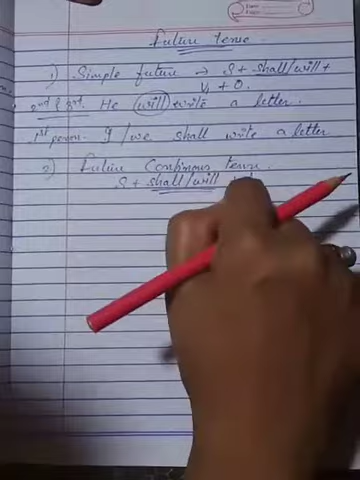 Future tense
1) Simple future → S + shall/will +
V₁ + O.
2nd & 3rd. He will write a letter.
1st person. I/we shall write a letter
2) Future Continous tense
S + shall/will